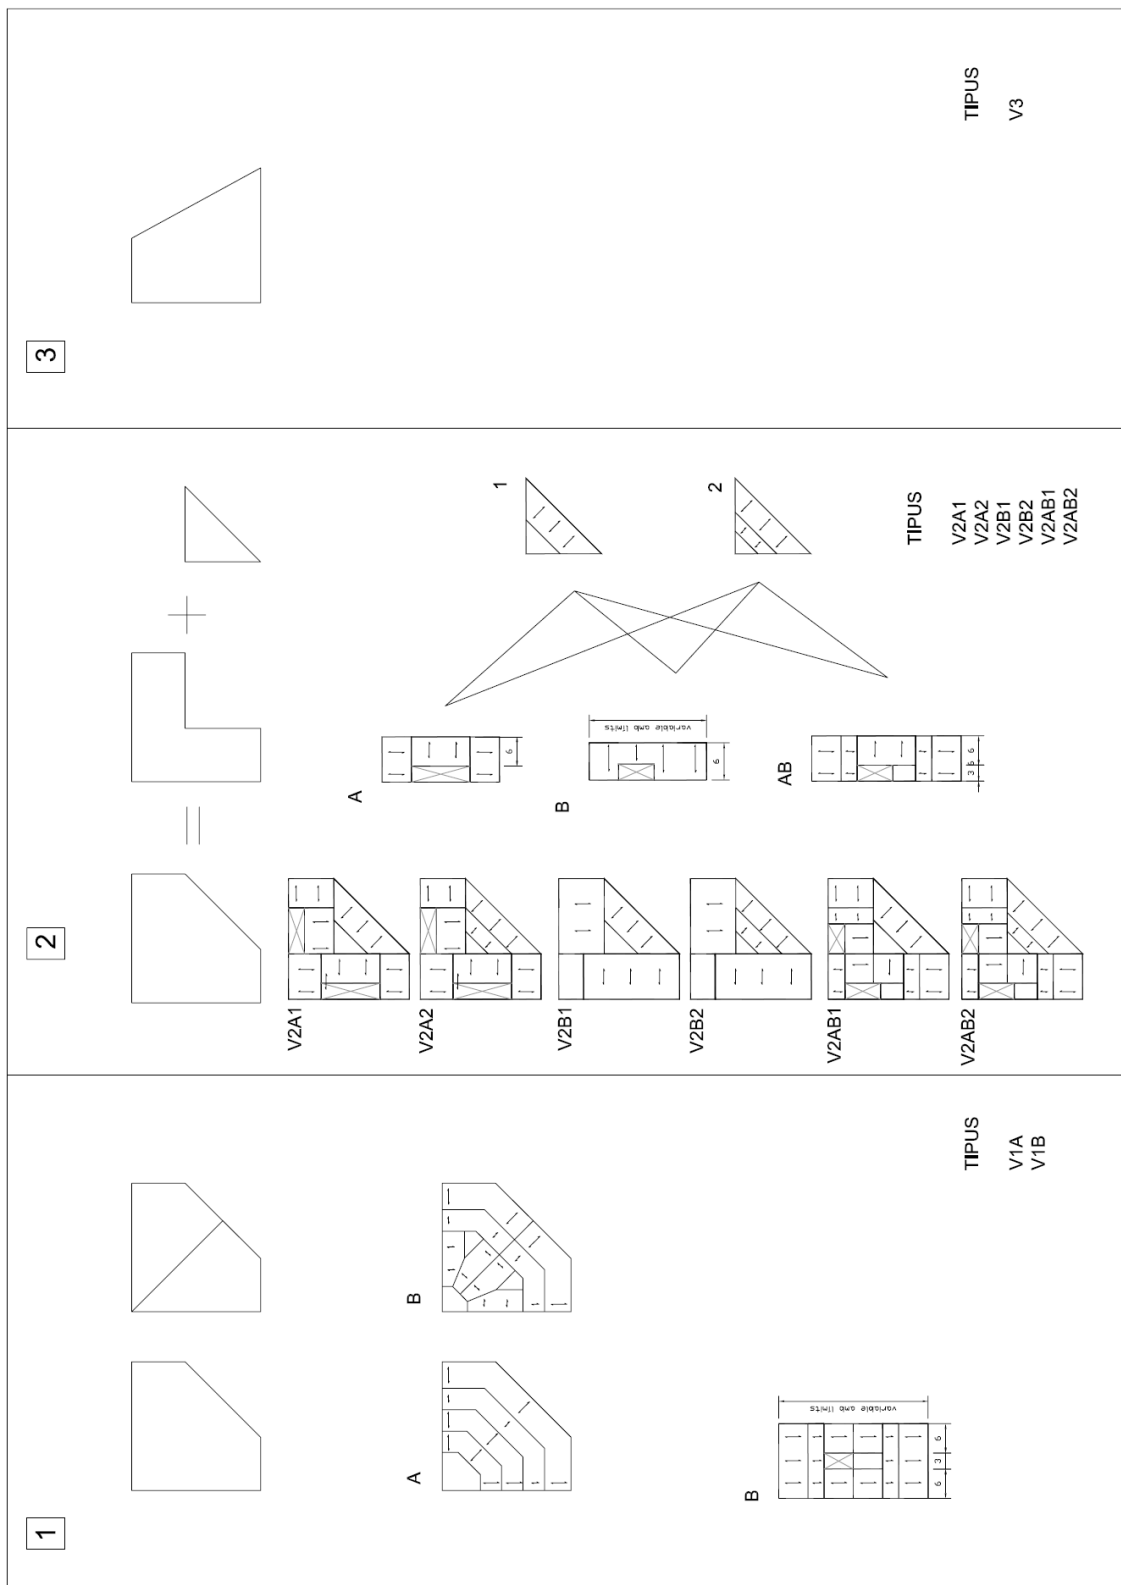 1
A
B
B
variable amb límits
6
3
6
TIPUS
V1A
V1B
2
V2A1
V2A2
V2B1
V2B2
V2AB1
V2AB2
A
6
B
variable amb límits
6
AB
3
6
6
1
2
TIPUS
V2A1
V2A2
V2B1
V2B2
V2AB1
V2AB2
3
TIPUS
V3